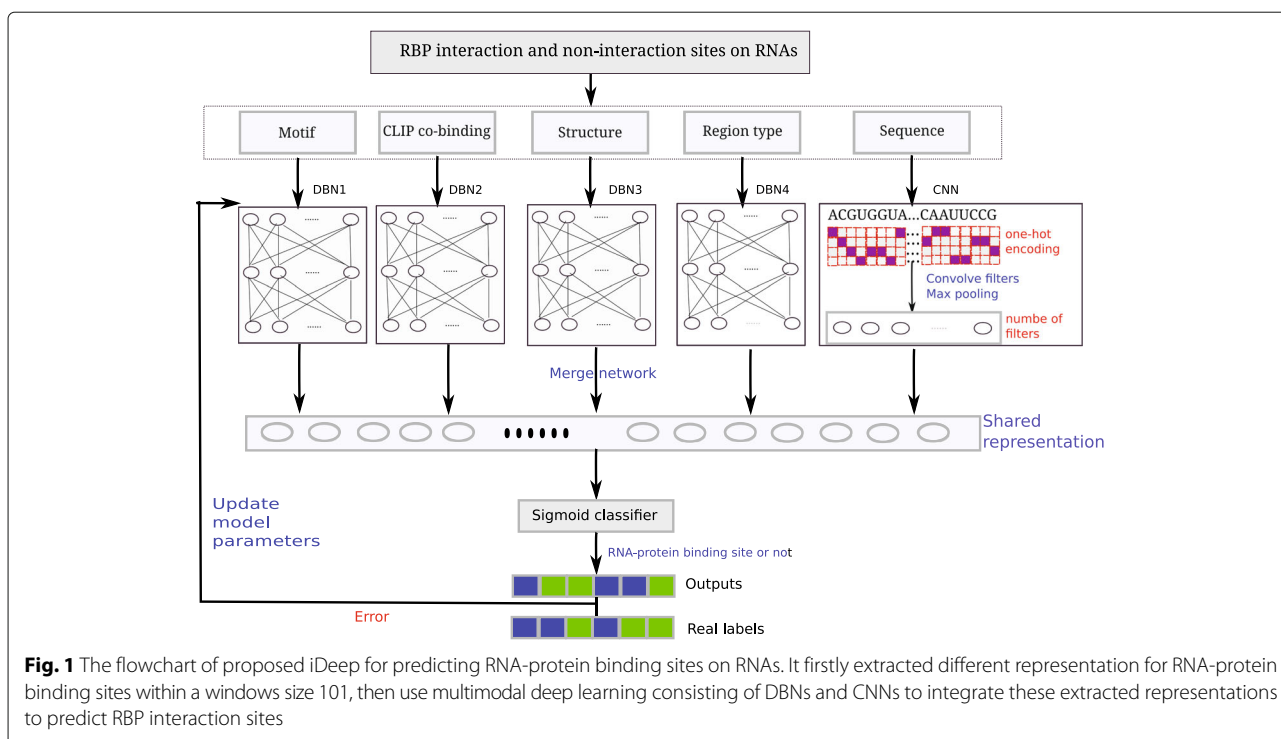 RBP interaction and non-interaction sites on RNAs
Motif
CLIP co-binding
Structure
Region type
Sequence
DBN1
DBN2
DBN3
DBN4
CNN
......
......
......
......
......
......
......
......
......
......
......
......
ACGUGGUA...CAAUUCCG
one-hot
encoding
Convolve filters
Max pooling
numbe of
filters
......
Merge network
Shared
representation
Sigmoid classifier
Update
model
parameters
RNA-protein binding site or not
Outputs
Error
Real labels
Fig. 1 The flowchart of proposed iDeep for predicting RNA-protein binding sites on RNAs. It firstly extracted different representation for RNA-protein
binding sites within a windows size 101, then use multimodal deep learning consisting of DBNs and CNNs to integrate these extracted representations
to predict RBP interaction sites